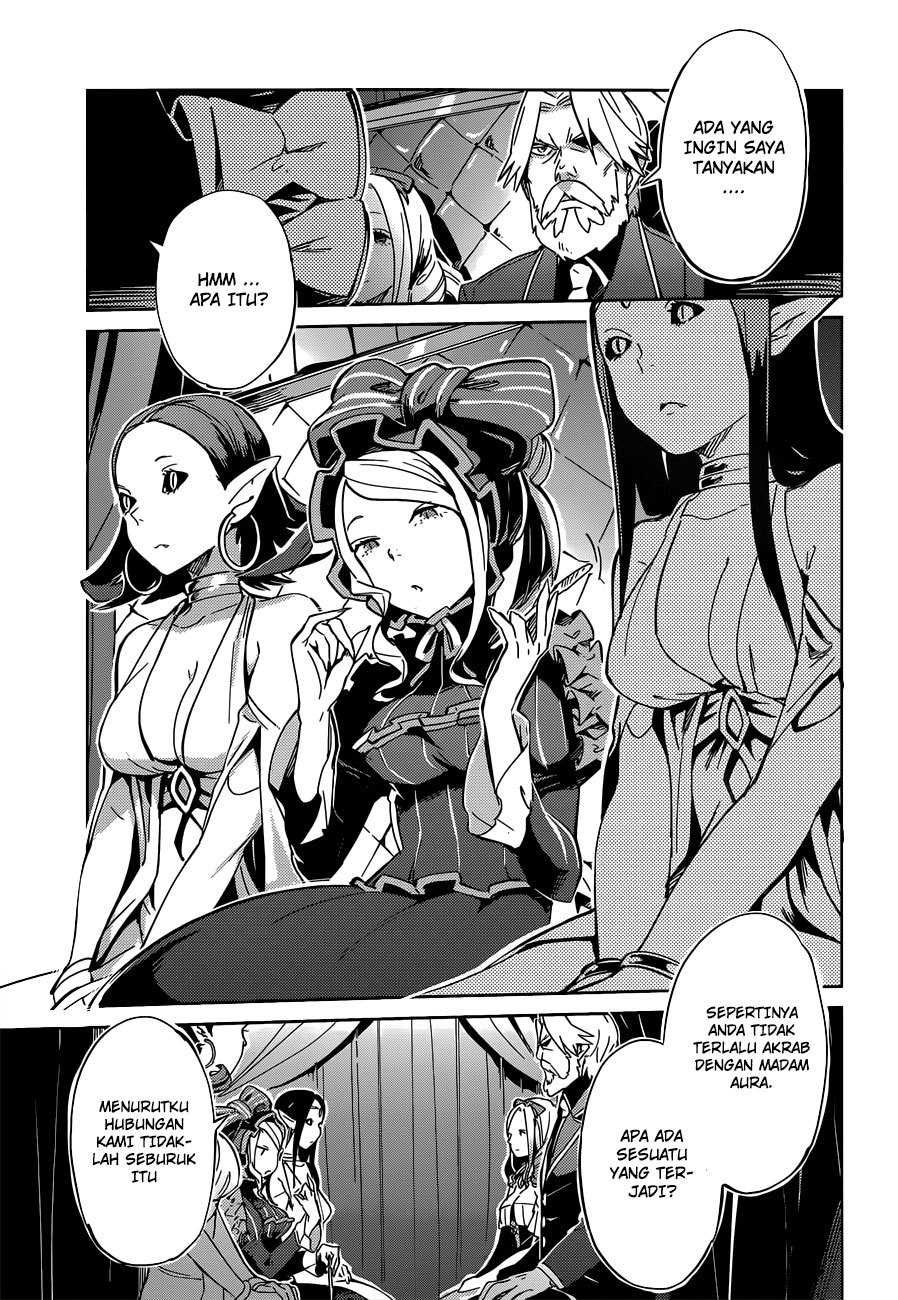 ADA YANG
INGIN SAYA
TANYAKAN
....
HMM ...
APA ITU?
SEPERTINYA
ANDA TIDAK
TERLALU AKRAB
DENGAN MADAM
AURA.
APA ADA
SESUATU
YANG TER-
JADI?
MENURUTKU
HUBUNGAN
KAMI TIDAK-
LAH SEBURUK
ITU